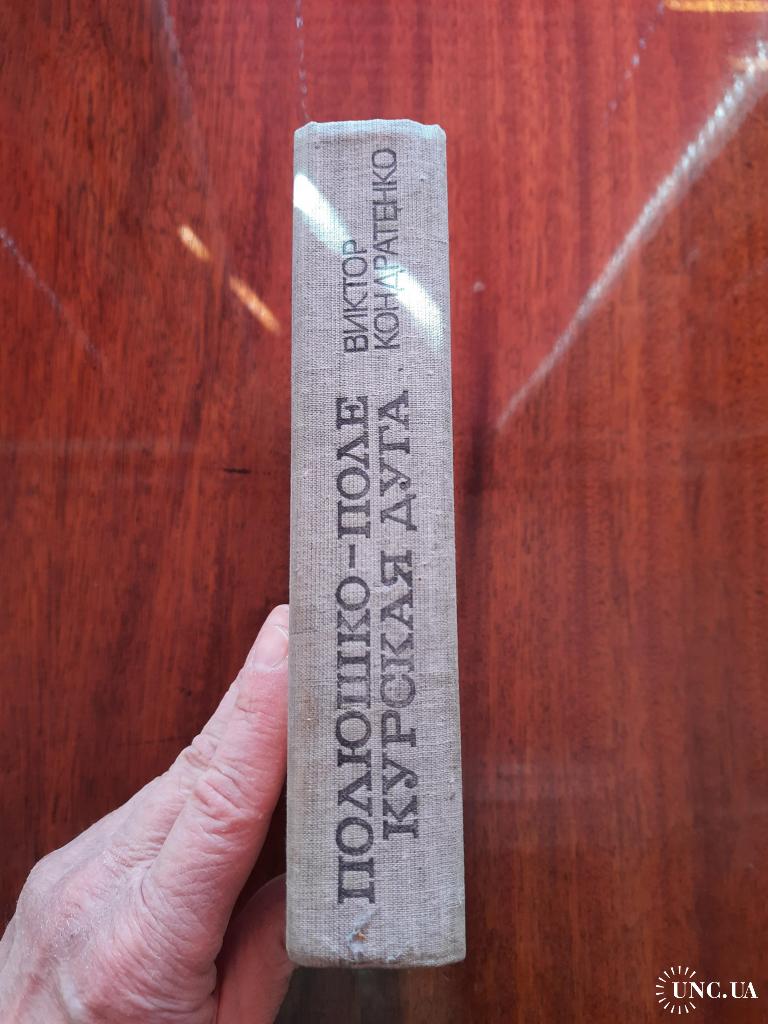 ПОЛЮШКО-ПОЛЕ
КУРСКАЯ ДУГА
ВИКТОР
КОНДРАТЕНКО
UNC.UA